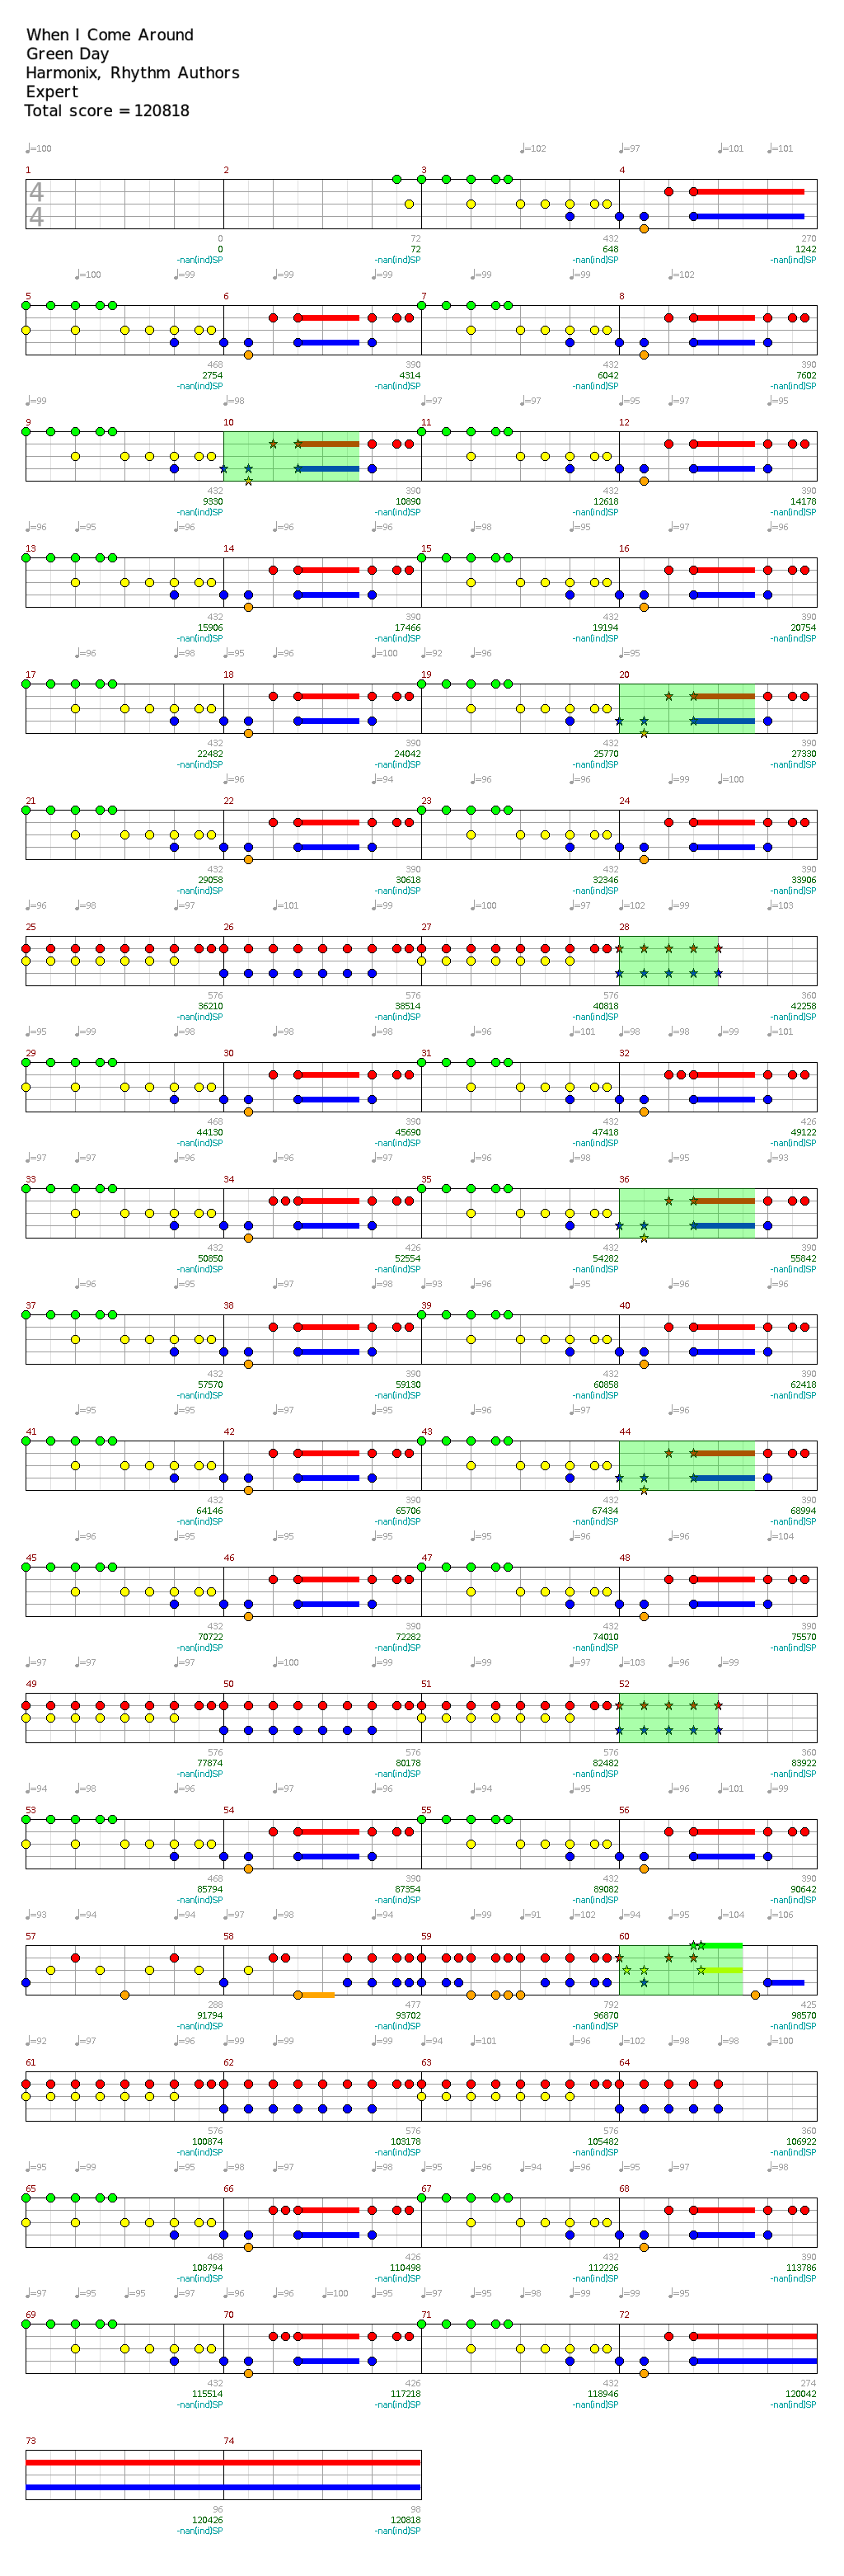 When I Come Around
Green Day
Harmonix, Rhythm Authors
Expert
Total score = 120818
♩=100 ♩=102 ♩=97 ♩=101 ♩=101
1 2 3 4
4
4
0 72 432 270
0 72 648 1242
-nan(ind)SP -nan(ind)SP -nan(ind)SP -nan(ind)SP
♩=100 ♩=99 ♩=99 ♩=99 ♩=99 ♩=99 ♩=102
5 6 7 8
468 390 432 390
2754 4314 6042 7602
-nan(ind)SP -nan(ind)SP -nan(ind)SP -nan(ind)SP
♩=99 ♩=98 ♩=97 ♩=97 ♩=95 ♩=97 ♩=95
9 10 11 12
432 390 432 390
9330 10890 12618 14178
-nan(ind)SP -nan(ind)SP -nan(ind)SP -nan(ind)SP
♩=96 ♩=95 ♩=96 ♩=96 ♩=96 ♩=98 ♩=95 ♩=97 ♩=96
13 14 15 16
432 390 432 390
15906 17466 19194 20754
-nan(ind)SP -nan(ind)SP -nan(ind)SP -nan(ind)SP
♩=96 ♩=98 ♩=95 ♩=96 ♩=100 ♩=92 ♩=96 ♩=95
17 18 19 20
432 390 432 390
22482 24042 25770 27330
-nan(ind)SP -nan(ind)SP -nan(ind)SP -nan(ind)SP
♩=96 ♩=94 ♩=96 ♩=96 ♩=99 ♩=100
21 22 23 24
432 390 432 390
29058 30618 32346 33906
-nan(ind)SP -nan(ind)SP -nan(ind)SP -nan(ind)SP
♩=96 ♩=98 ♩=97 ♩=101 ♩=99 ♩=100 ♩=97 ♩=102 ♩=99 ♩=103
25 26 27 28
576 576 576 360
36210 38514 40818 42258
-nan(ind)SP -nan(ind)SP -nan(ind)SP -nan(ind)SP
♩=95 ♩=99 ♩=98 ♩=98 ♩=98 ♩=96 ♩=101 ♩=98 ♩=98 ♩=99 ♩=101
29 30 31 32
468 390 432 426
44130 45690 47418 49122
-nan(ind)SP -nan(ind)SP -nan(ind)SP -nan(ind)SP
♩=97 ♩=97 ♩=96 ♩=96 ♩=97 ♩=96 ♩=95 ♩=93
33 34 35 36
432 426 432 390
50850 52554 54282 55842
-nan(ind)SP -nan(ind)SP -nan(ind)SP -nan(ind)SP
♩=96 ♩=95 ♩=97 ♩=98 ♩=93 ♩=96 ♩=95 ♩=96 ♩=96
37 38 39 40
432 390 432 390
57570 59130 60858 62418
-nan(ind)SP -nan(ind)SP -nan(ind)SP -nan(ind)SP
♩=95 ♩=95 ♩=97 ♩=95 ♩=96 ♩=97 ♩=96
41 42 43 44
432 390 432 390
64146 65706 67434 68994
-nan(ind)SP -nan(ind)SP -nan(ind)SP -nan(ind)SP
♩=96 ♩=95 ♩=95 ♩=95 ♩=95 ♩=96 ♩=96 ♩=104
45 46 47 48
432 390 432 390
70722 72282 74010 75570
-nan(ind)SP -nan(ind)SP -nan(ind)SP -nan(ind)SP
♩=97 ♩=97 ♩=97 ♩=100 ♩=99 ♩=99 ♩=97 ♩=103 ♩=99 ♩=99
49 50 51 52
576 576 576 360
77874 80178 82482 83922
-nan(ind)SP -nan(ind)SP -nan(ind)SP -nan(ind)SP
♩=94 ♩=98 ♩=96 ♩=97 ♩=96 ♩=94 ♩=95 ♩=96 ♩=101 ♩=99
53 54 55 56
468 390 432 390
85794 87354 89082 90642
-nan(ind)SP -nan(ind)SP -nan(ind)SP -nan(ind)SP
♩=93 ♩=94 ♩=94 ♩=97 ♩=98 ♩=94 ♩=99 ♩=91 ♩=102 ♩=94 ♩=95 ♩=104 ♩=106
57 58 59 60
288 477 792 425
91794 93702 96870 98570
-nan(ind)SP -nan(ind)SP -nan(ind)SP -nan(ind)SP
♩=92 ♩=97 ♩=96 ♩=99 ♩=99 ♩=99 ♩=94 ♩=101 ♩=102 ♩=98 ♩=98 ♩=100
61 62 63 64
576 576 576 360
100874 103178 105482 106922
-nan(ind)SP -nan(ind)SP -nan(ind)SP -nan(ind)SP
♩=95 ♩=99 ♩=95 ♩=98 ♩=97 ♩=98 ♩=95 ♩=96 ♩=94 ♩=96 ♩=95 ♩=97 ♩=98
65 66 67 68
468 426 432 390
108794 110498 112226 113786
-nan(ind)SP -nan(ind)SP -nan(ind)SP -nan(ind)SP
♩=97 ♩=95 ♩=95 ♩=97 ♩=96 ♩=96 ♩=100 ♩=95 ♩=97 ♩=95 ♩=98 ♩=99 ♩=99 ♩=95
69 70 71 72
432 426 432 274
115514 117218 118946 120042
-nan(ind)SP -nan(ind)SP -nan(ind)SP -nan(ind)SP
73 74
96 98
120426 120818
-nan(ind)SP -nan(ind)SP